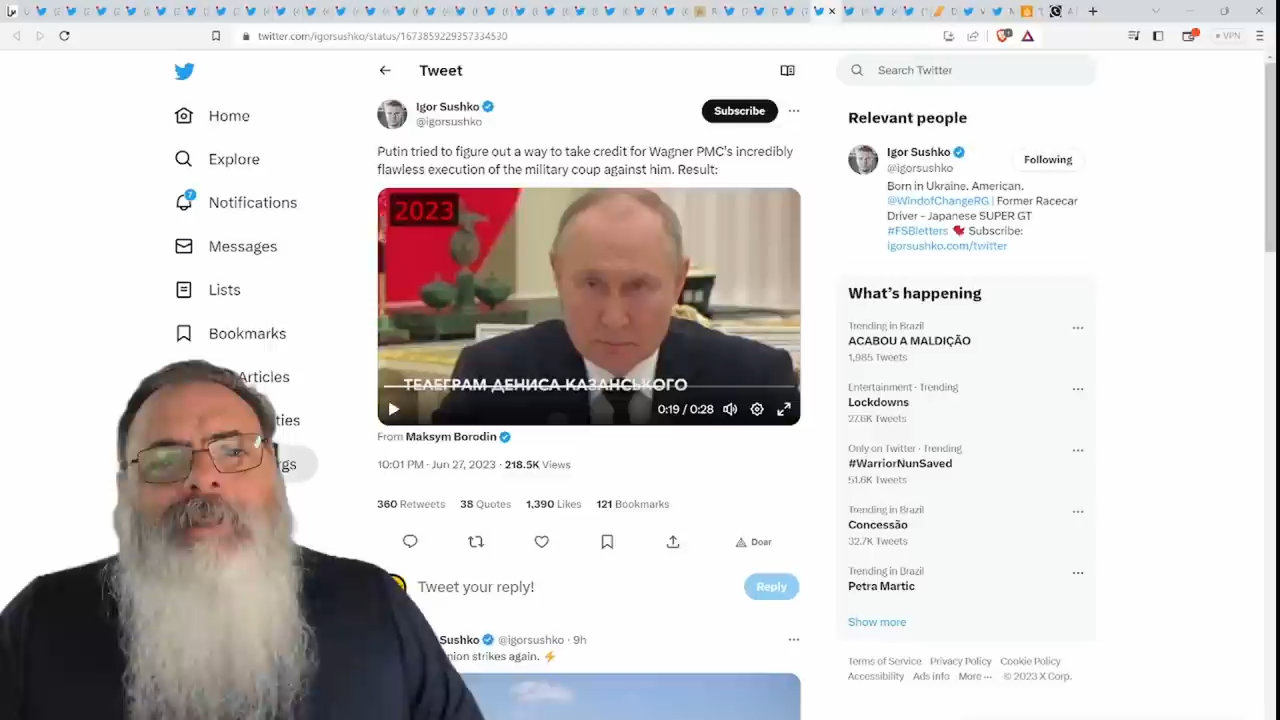 twitter.com/igorsushko/status/1673859229357334530
VPN
Home
Explore
7
Notifications
Messages
Lists
Bookmarks
Articles
Tweet
Igor Sushko
@igorsushko
Subscribe
Putin tried to figure out a way to take credit for Wagner PMC's incredibly
flawless execution of the military coup against him. Result:
2023
ТЕЛЕГРАМ ДЕНИСА КАЗАНСЬКОГО
0:19 / 0:28
From Maksym Borodin
10:01 PM · Jun 27, 2023 · 218.5K Views
360 Retweets 38 Quotes 1,390 Likes 121 Bookmarks
Doar
Tweet your reply!
Reply
Sushko @igorsushko · 9h
nion strikes again.
Search Twitter
Relevant people
Igor Sushko
@igorsushko
Following
Born in Ukraine. American.
@WindofChangeRG | Former Racecar
Driver - Japanese SUPER GT
#FSBletters Subscribe:
igorsushko.com/twitter
What's happening
Trending in Brazil
ACABOU A MALDIÇÃO
1,985 Tweets
Entertainment · Trending
Lockdowns
27.6K Tweets
Only on Twitter · Trending
#WarriorNunSaved
51.6K Tweets
Trending in Brazil
Concessão
32.7K Tweets
Trending in Brazil
Petra Martic
Show more
Terms of Service Privacy Policy Cookie Policy
Accessibility Ads info More ··· © 2023 X Corp.